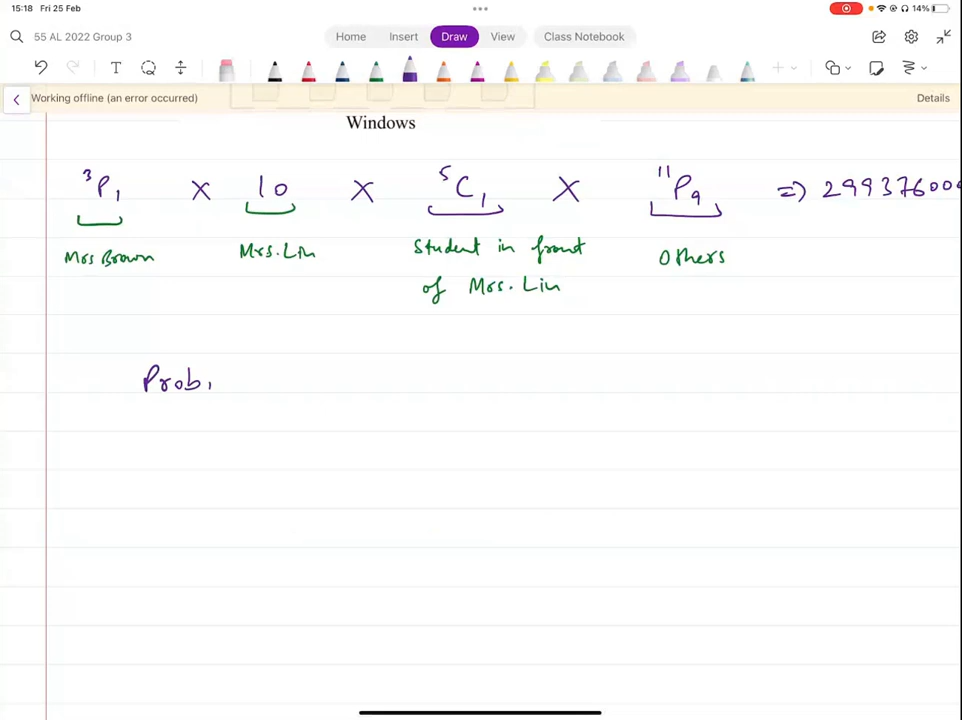 15:18 Fri 25 Feb 14%
55 AL 2022 Group 3 Home Insert Draw View Class Notebook
T
Working offline (an error occurred) Details
Windows
³P₁ × 10 × ⁵C₁ × ¹¹P₉ => 299376000
Mrs Brown Mrs. Lin Student in front Others
of Mrs. Lin
Prob.